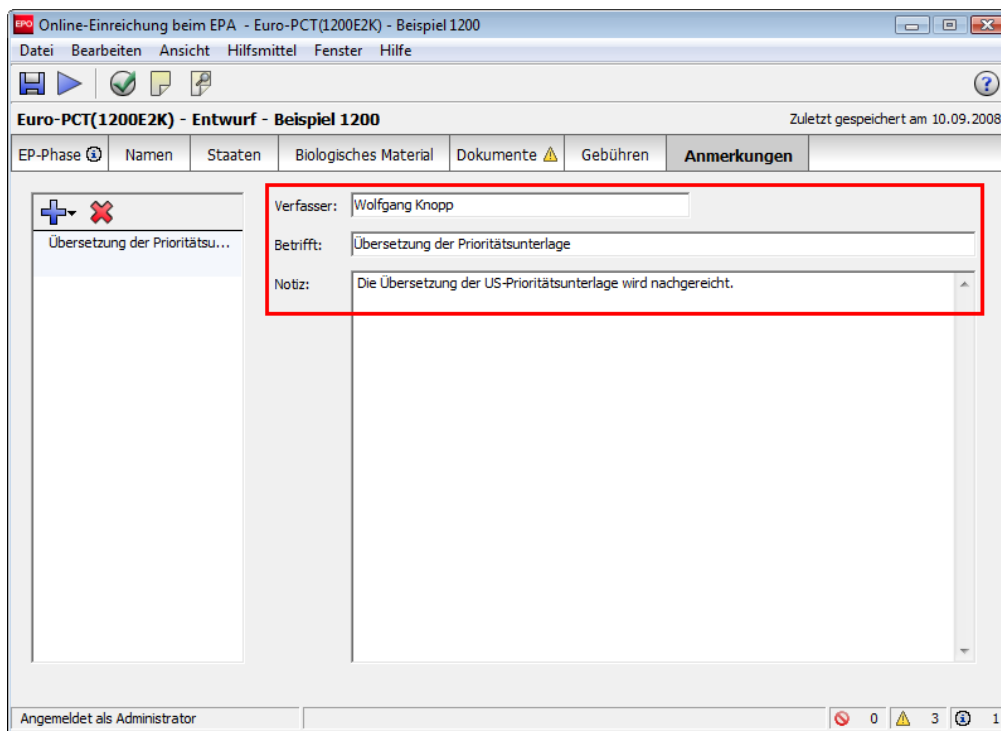 EPO Online-Einreichung beim EPA - Euro-PCT(1200E2K) - Beispiel 1200
Datei Bearbeiten Ansicht Hilfsmittel Fenster Hilfe
?
Euro-PCT(1200E2K) - Entwurf - Beispiel 1200 Zuletzt gespeichert am 10.09.2008
EP-Phase Namen Staaten Biologisches Material Dokumente Gebühren Anmerkungen
Verfasser: Wolfgang Knopp
Übersetzung der Prioritätsu...
Betrifft: Übersetzung der Prioritätsunterlage
Notiz: Die Übersetzung der US-Prioritätsunterlage wird nachgereicht.
Angemeldet als Administrator 0 3 1